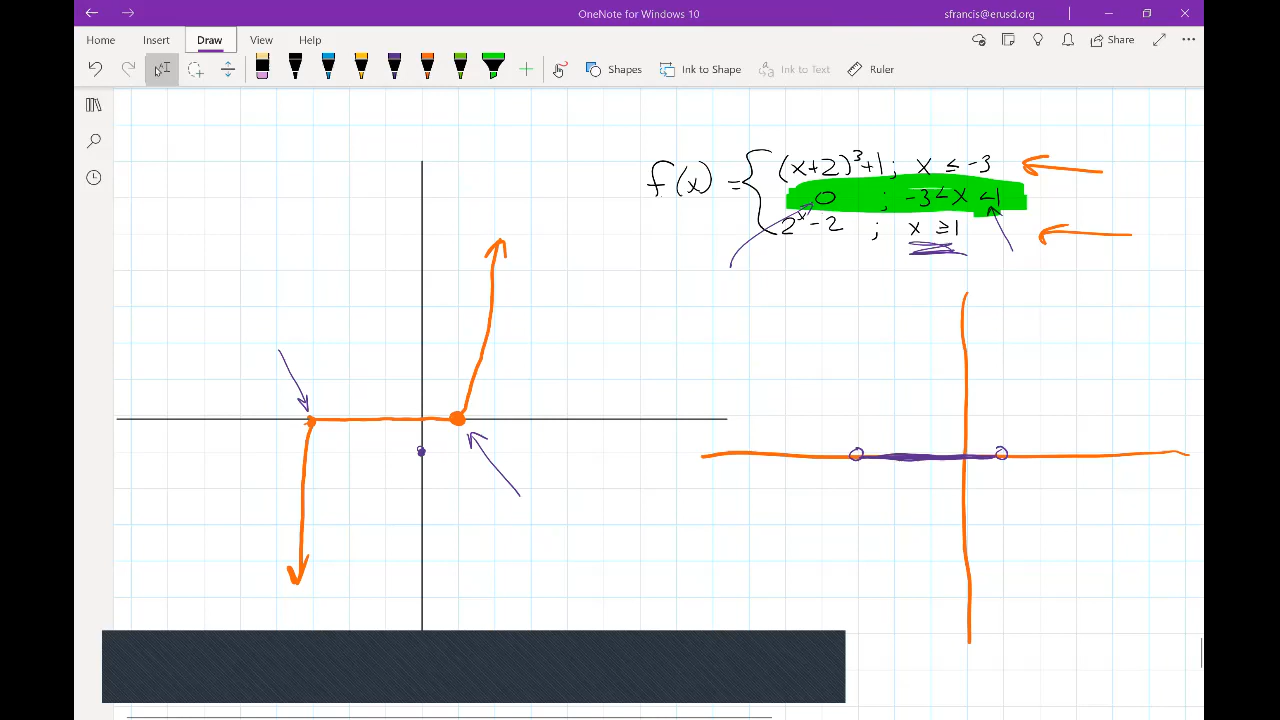 OneNote for Windows 10
sfrancis@erusd.org
Home Insert Draw View Help
Share
Shapes Ink to Shape Ink to Text Ruler
f(x) = { (x+2)³+1; x ≤ -3
0 ; -3<x<1
2ˣ-2 ; x ≥1